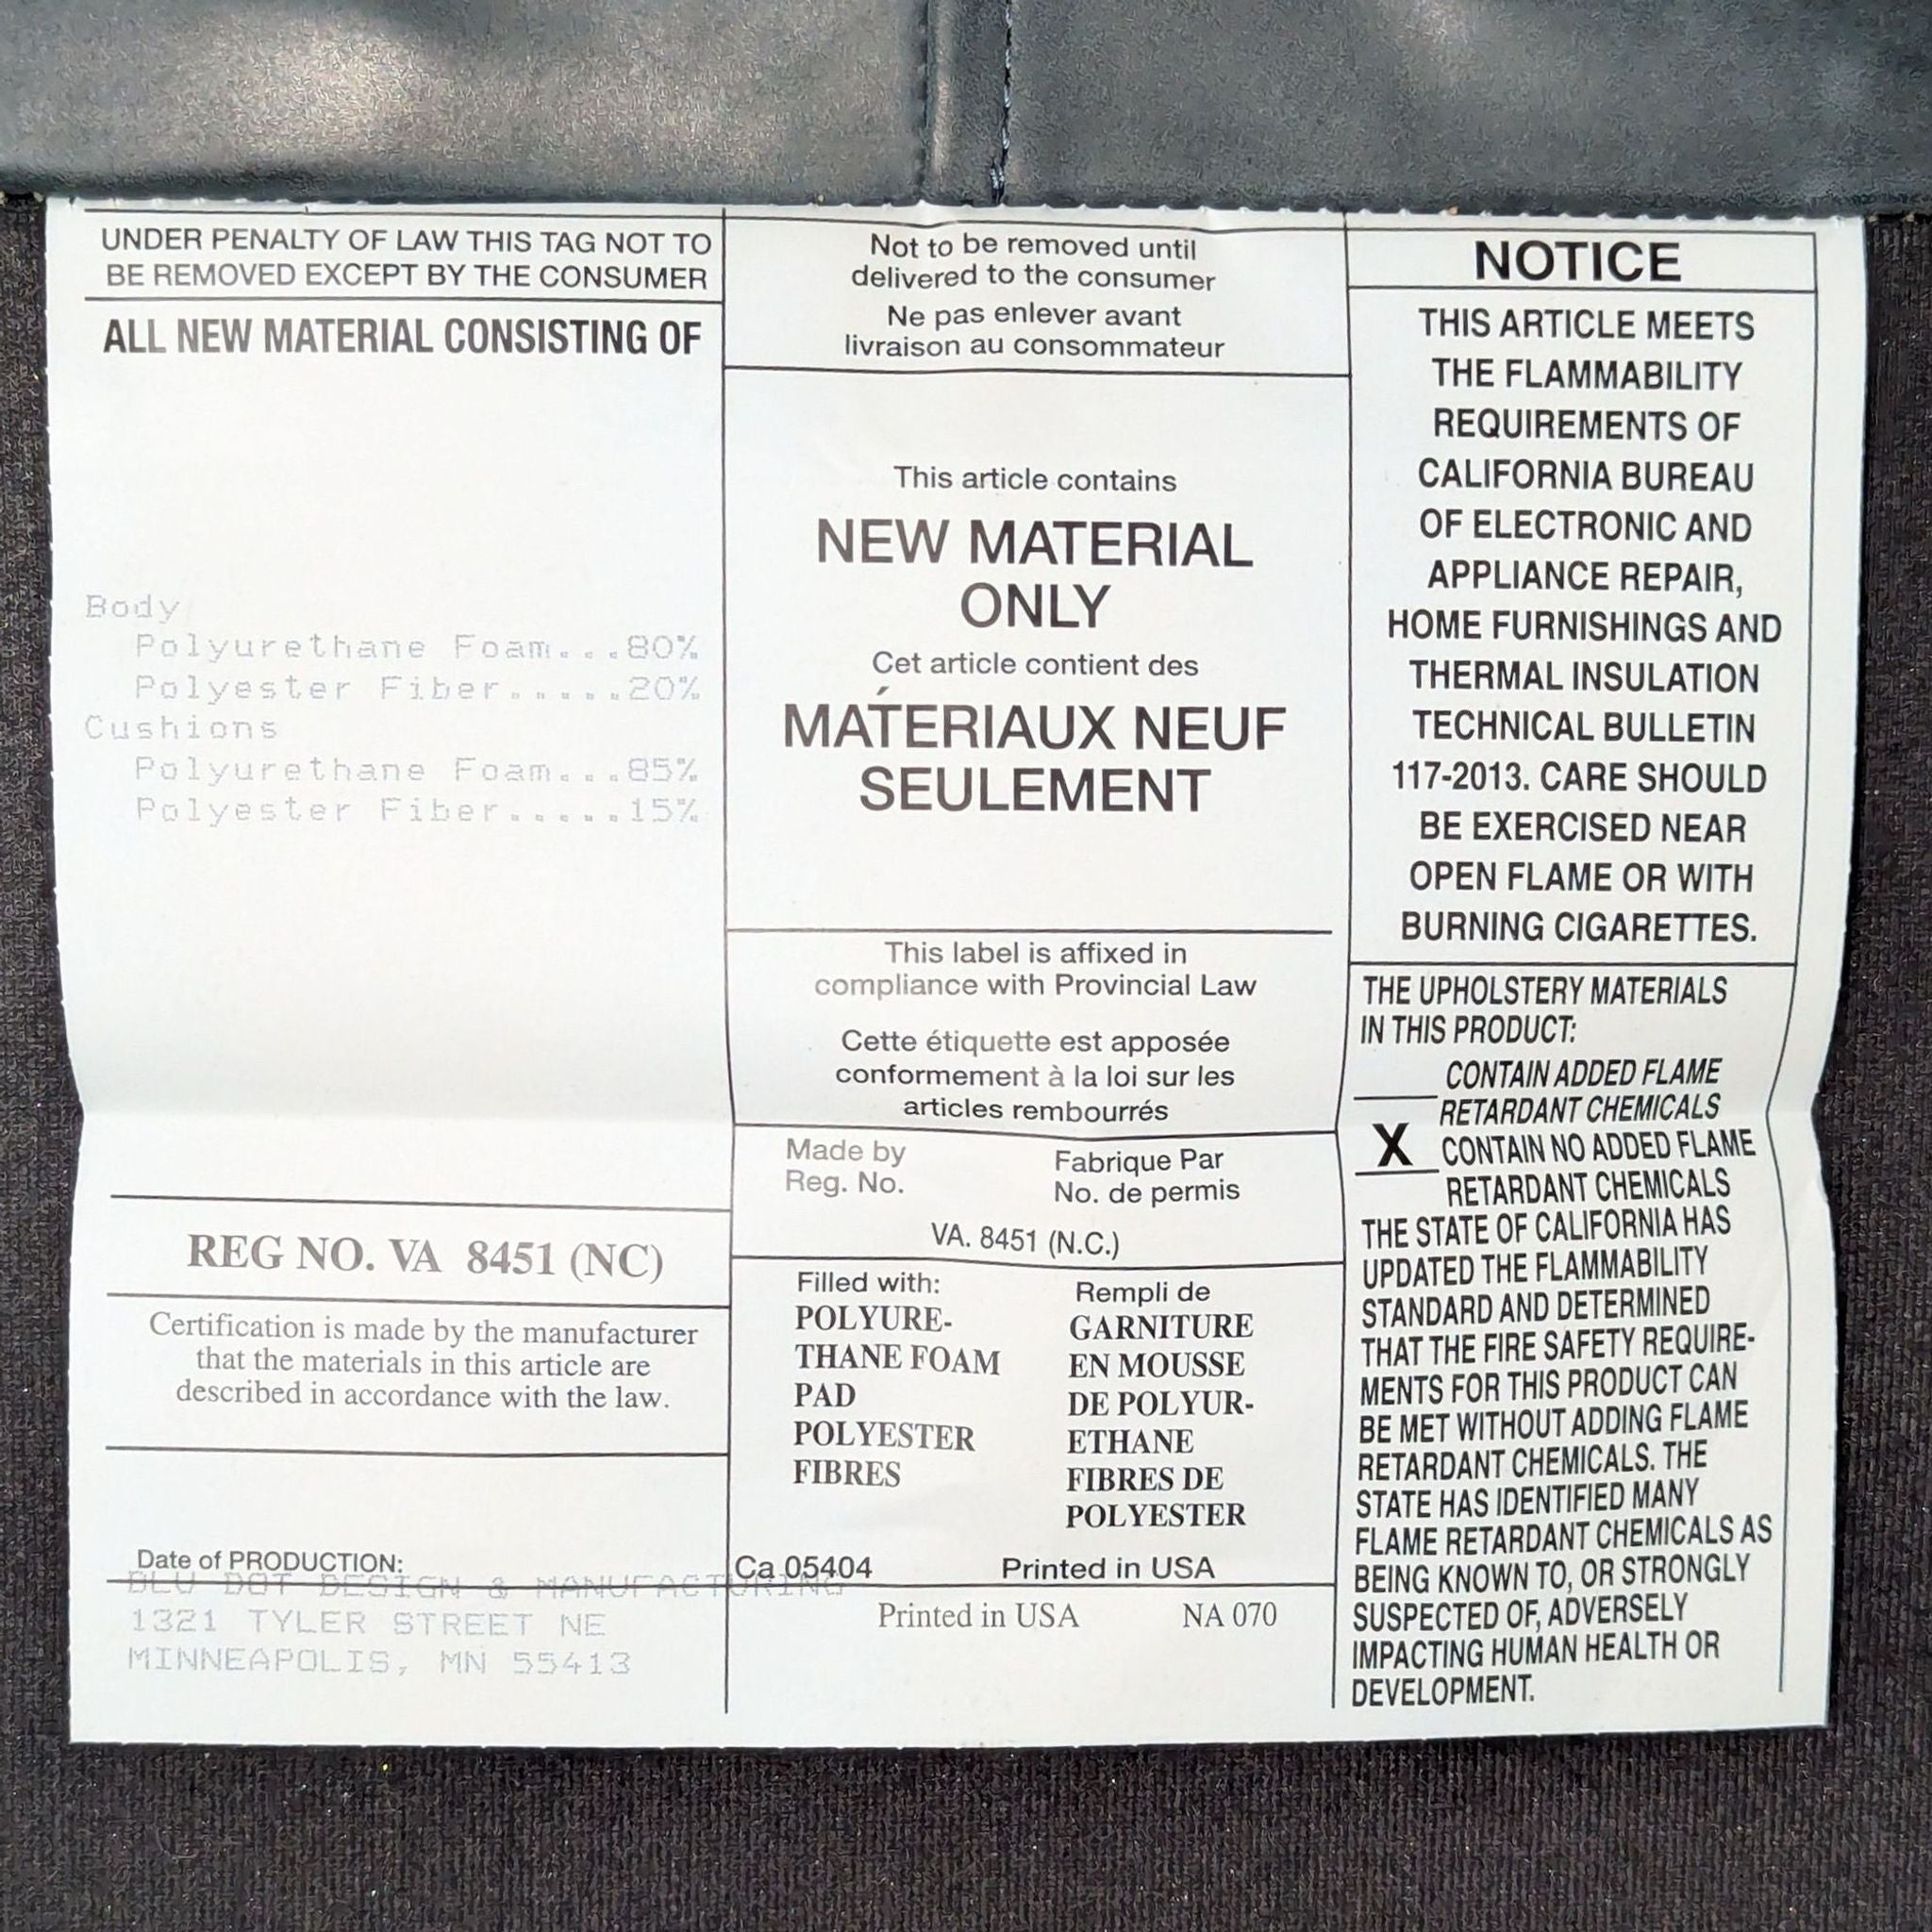 UNDER PENALTY OF LAW THIS TAG NOT TO
BE REMOVED EXCEPT BY THE CONSUMER
ALL NEW MATERIAL CONSISTING OF
Body
Polyurethane Foam...80%
Polyester Fiber.....20%
Cushions
Polyurethane Foam...85%
Polyester Fiber.....15%
REG NO. VA 8451 (NC)
Certification is made by the manufacturer
that the materials in this article are
described in accordance with the law.
Date of PRODUCTION:
BLU DOT DESIGN & MANUFACTURING
1321 TYLER STREET NE
MINNEAPOLIS, MN 55413
Not to be removed until
delivered to the consumer
Ne pas enlever avant
livraison au consommateur
This article contains
NEW MATERIAL
ONLY
Cet article contient des
MATÉRIAUX NEUF
SEULEMENT
This label is affixed in
compliance with Provincial Law
Cette étiquette est apposée
conformement à la loi sur les
articles rembourrés
Made by
Reg. No.
Fabrique Par
No. de permis
VA. 8451 (N.C.)
Filled with:
POLYURE-
THANE FOAM
PAD
POLYESTER
FIBRES
Rempli de
GARNITURE
EN MOUSSE
DE POLYUR-
ETHANE
FIBRES DE
POLYESTER
Ca 05404 Printed in USA
Printed in USA NA 070
NOTICE
THIS ARTICLE MEETS
THE FLAMMABILITY
REQUIREMENTS OF
CALIFORNIA BUREAU
OF ELECTRONIC AND
APPLIANCE REPAIR,
HOME FURNISHINGS AND
THERMAL INSULATION
TECHNICAL BULLETIN
117-2013. CARE SHOULD
BE EXERCISED NEAR
OPEN FLAME OR WITH
BURNING CIGARETTES.
THE UPHOLSTERY MATERIALS
IN THIS PRODUCT:
CONTAIN ADDED FLAME
RETARDANT CHEMICALS
X CONTAIN NO ADDED FLAME
RETARDANT CHEMICALS
THE STATE OF CALIFORNIA HAS
UPDATED THE FLAMMABILITY
STANDARD AND DETERMINED
THAT THE FIRE SAFETY REQUIRE-
MENTS FOR THIS PRODUCT CAN
BE MET WITHOUT ADDING FLAME
RETARDANT CHEMICALS. THE
STATE HAS IDENTIFIED MANY
FLAME RETARDANT CHEMICALS AS
BEING KNOWN TO, OR STRONGLY
SUSPECTED OF, ADVERSELY
IMPACTING HUMAN HEALTH OR
DEVELOPMENT.